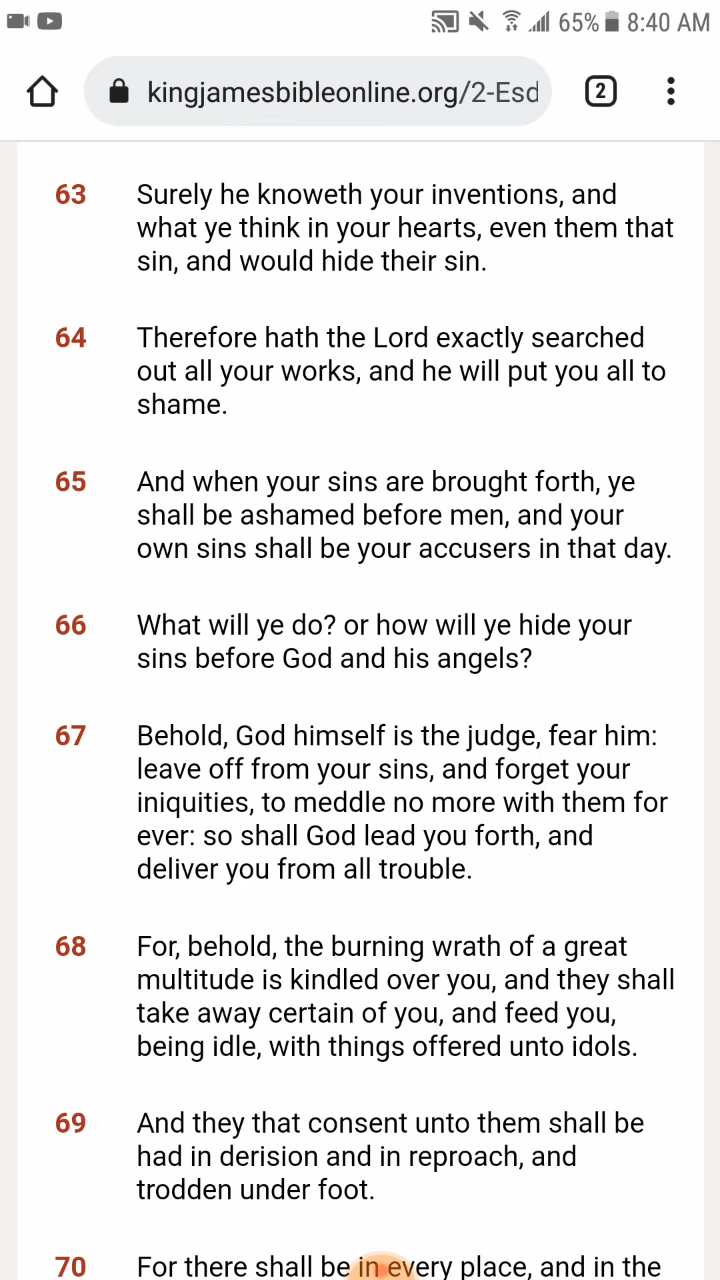 65% 8:40 AM
kingjamesbibleonline.org/2-Esd
2
63 Surely he knoweth your inventions, and
what ye think in your hearts, even them that
sin, and would hide their sin.
64 Therefore hath the Lord exactly searched
out all your works, and he will put you all to
shame.
65 And when your sins are brought forth, ye
shall be ashamed before men, and your
own sins shall be your accusers in that day.
66 What will ye do? or how will ye hide your
sins before God and his angels?
67 Behold, God himself is the judge, fear him:
leave off from your sins, and forget your
iniquities, to meddle no more with them for
ever: so shall God lead you forth, and
deliver you from all trouble.
68 For, behold, the burning wrath of a great
multitude is kindled over you, and they shall
take away certain of you, and feed you,
being idle, with things offered unto idols.
69 And they that consent unto them shall be
had in derision and in reproach, and
trodden under foot.
70 For there shall be in every place, and in the